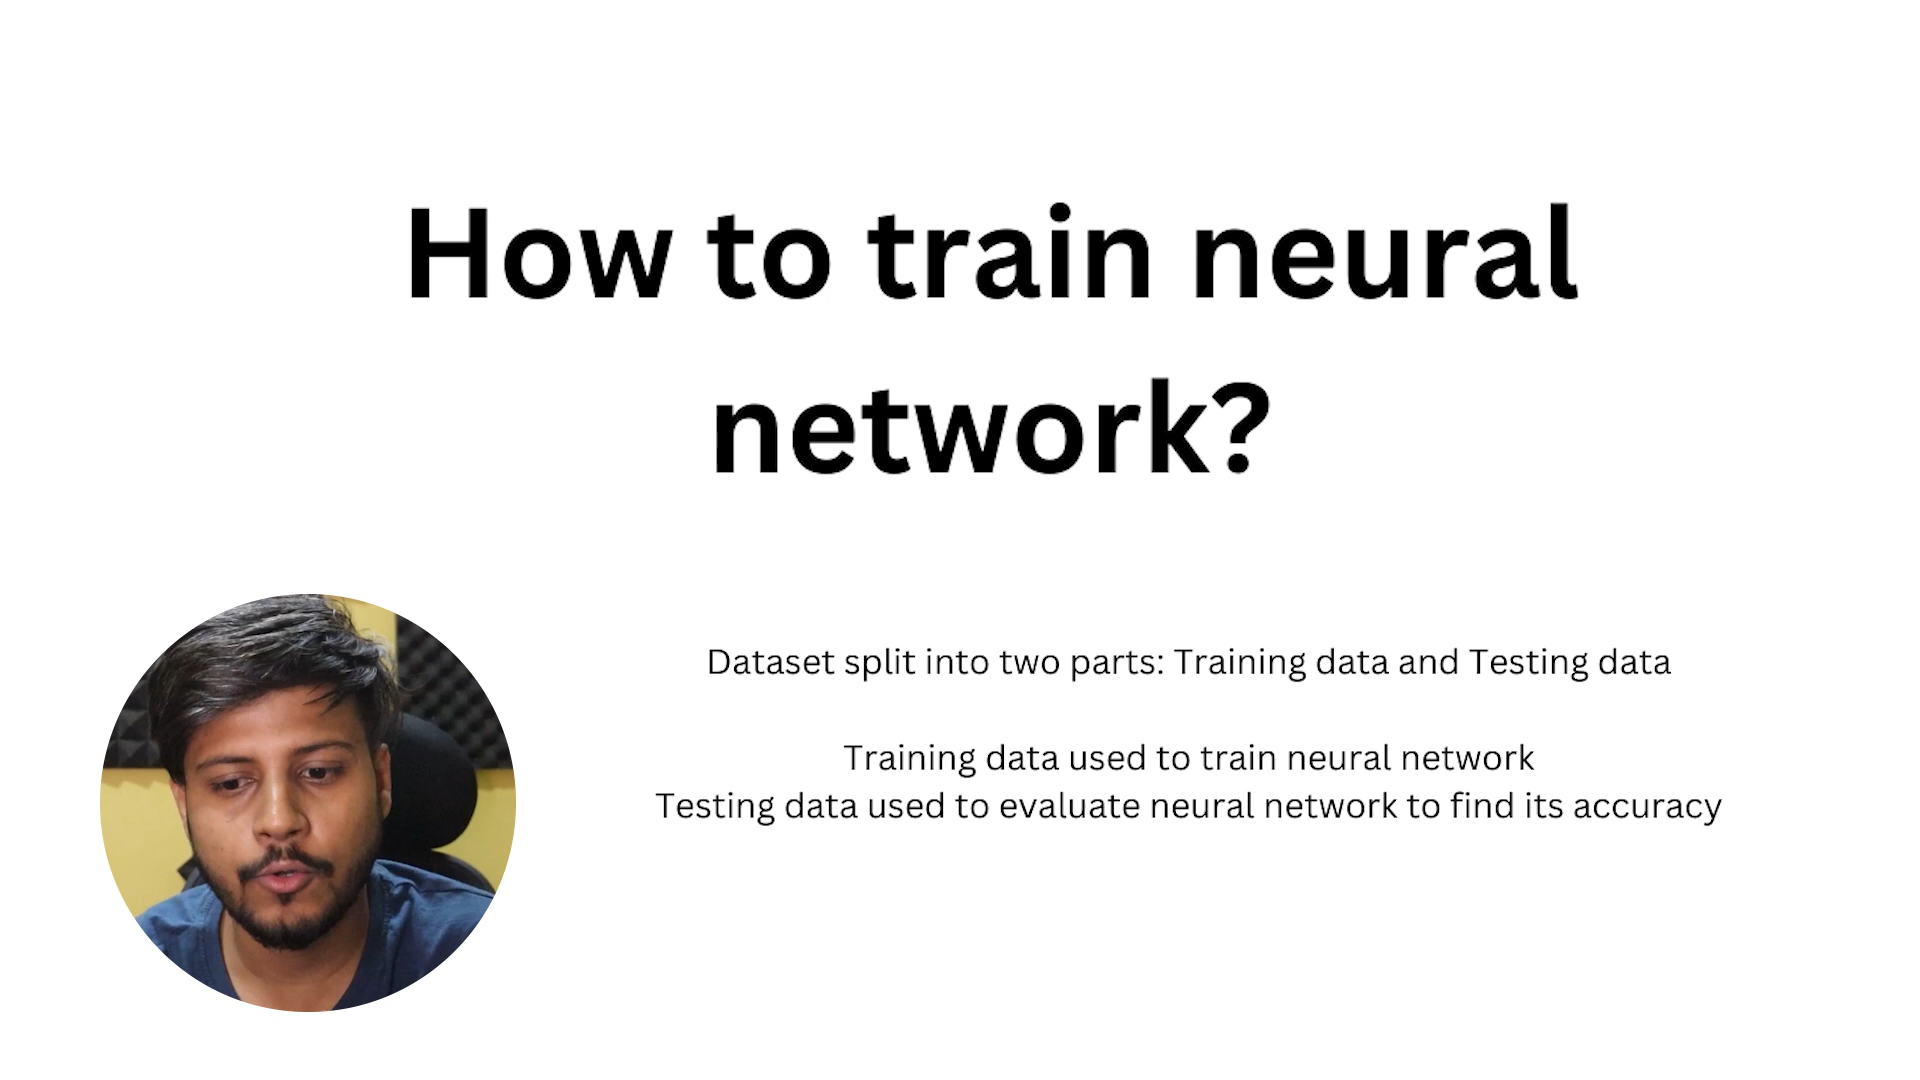 How to train neural
network?
Dataset split into two parts: Training data and Testing data
Training data used to train neural network
Testing data used to evaluate neural network to find its accuracy